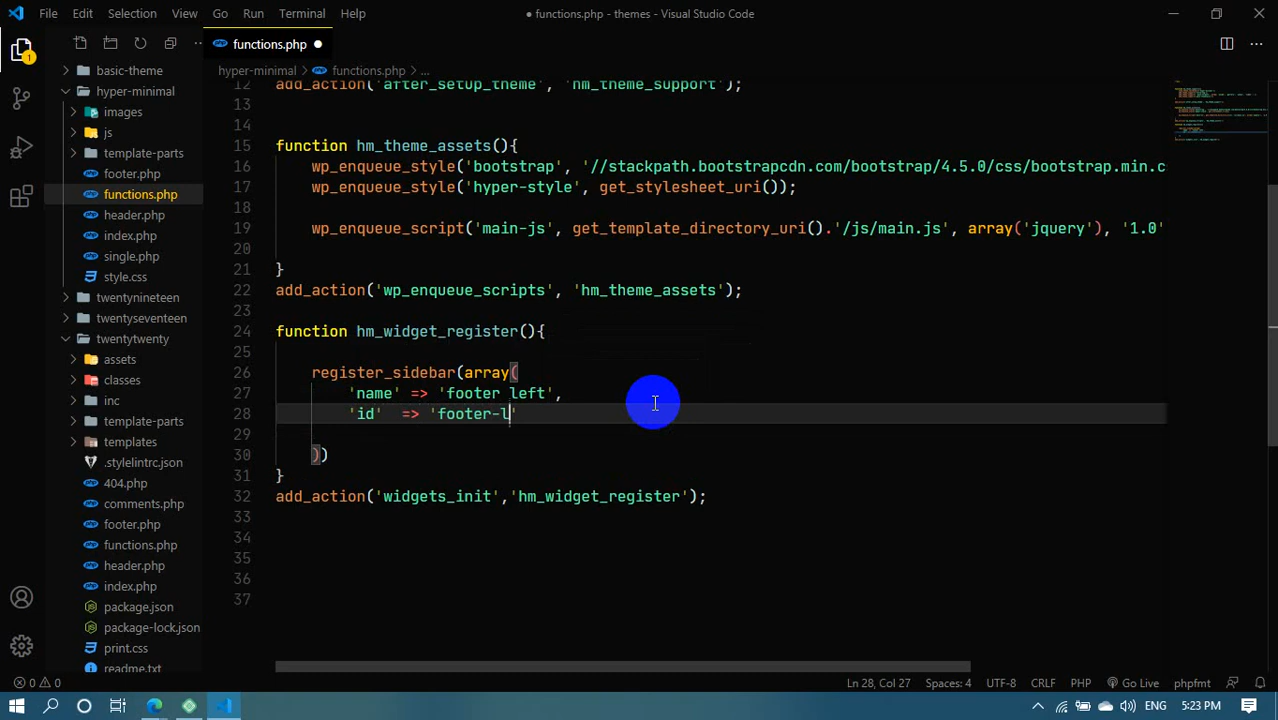 File Edit Selection View Go Run Terminal Help
● functions.php - themes - Visual Studio Code
functions.php ●
hyper-minimal > functions.php > ...
1
basic-theme
hyper-minimal
images
js
template-parts
footer.php
functions.php
header.php
index.php
single.php
style.css
twentynineteen
twentyseventeen
twentytwenty
assets
classes
inc
template-parts
templates
.stylelintrc.json
404.php
comments.php
footer.php
functions.php
header.php
index.php
package.json
package-lock.json
print.css
readme.txt
12 add_action('after_setup_theme', 'hm_theme_support');
13
14
15 function hm_theme_assets(){
16 wp_enqueue_style('bootstrap', '//stackpath.bootstrapcdn.com/bootstrap/4.5.0/css/bootstrap.min.c
17 wp_enqueue_style('hyper-style', get_stylesheet_uri());
18
19 wp_enqueue_script('main-js', get_template_directory_uri().'/js/main.js', array('jquery'), '1.0'
20
21 }
22 add_action('wp_enqueue_scripts', 'hm_theme_assets');
23
24 function hm_widget_register(){
25
26 register_sidebar(array(
27 'name' => 'footer left',
28 'id' => 'footer-l'
29
30 ))
31 }
32 add_action('widgets_init','hm_widget_register');
33
34
35
36
37
0 0 Ln 28, Col 27 Spaces: 4 UTF-8 CRLF PHP Go Live phpfmt
ENG 5:23 PM